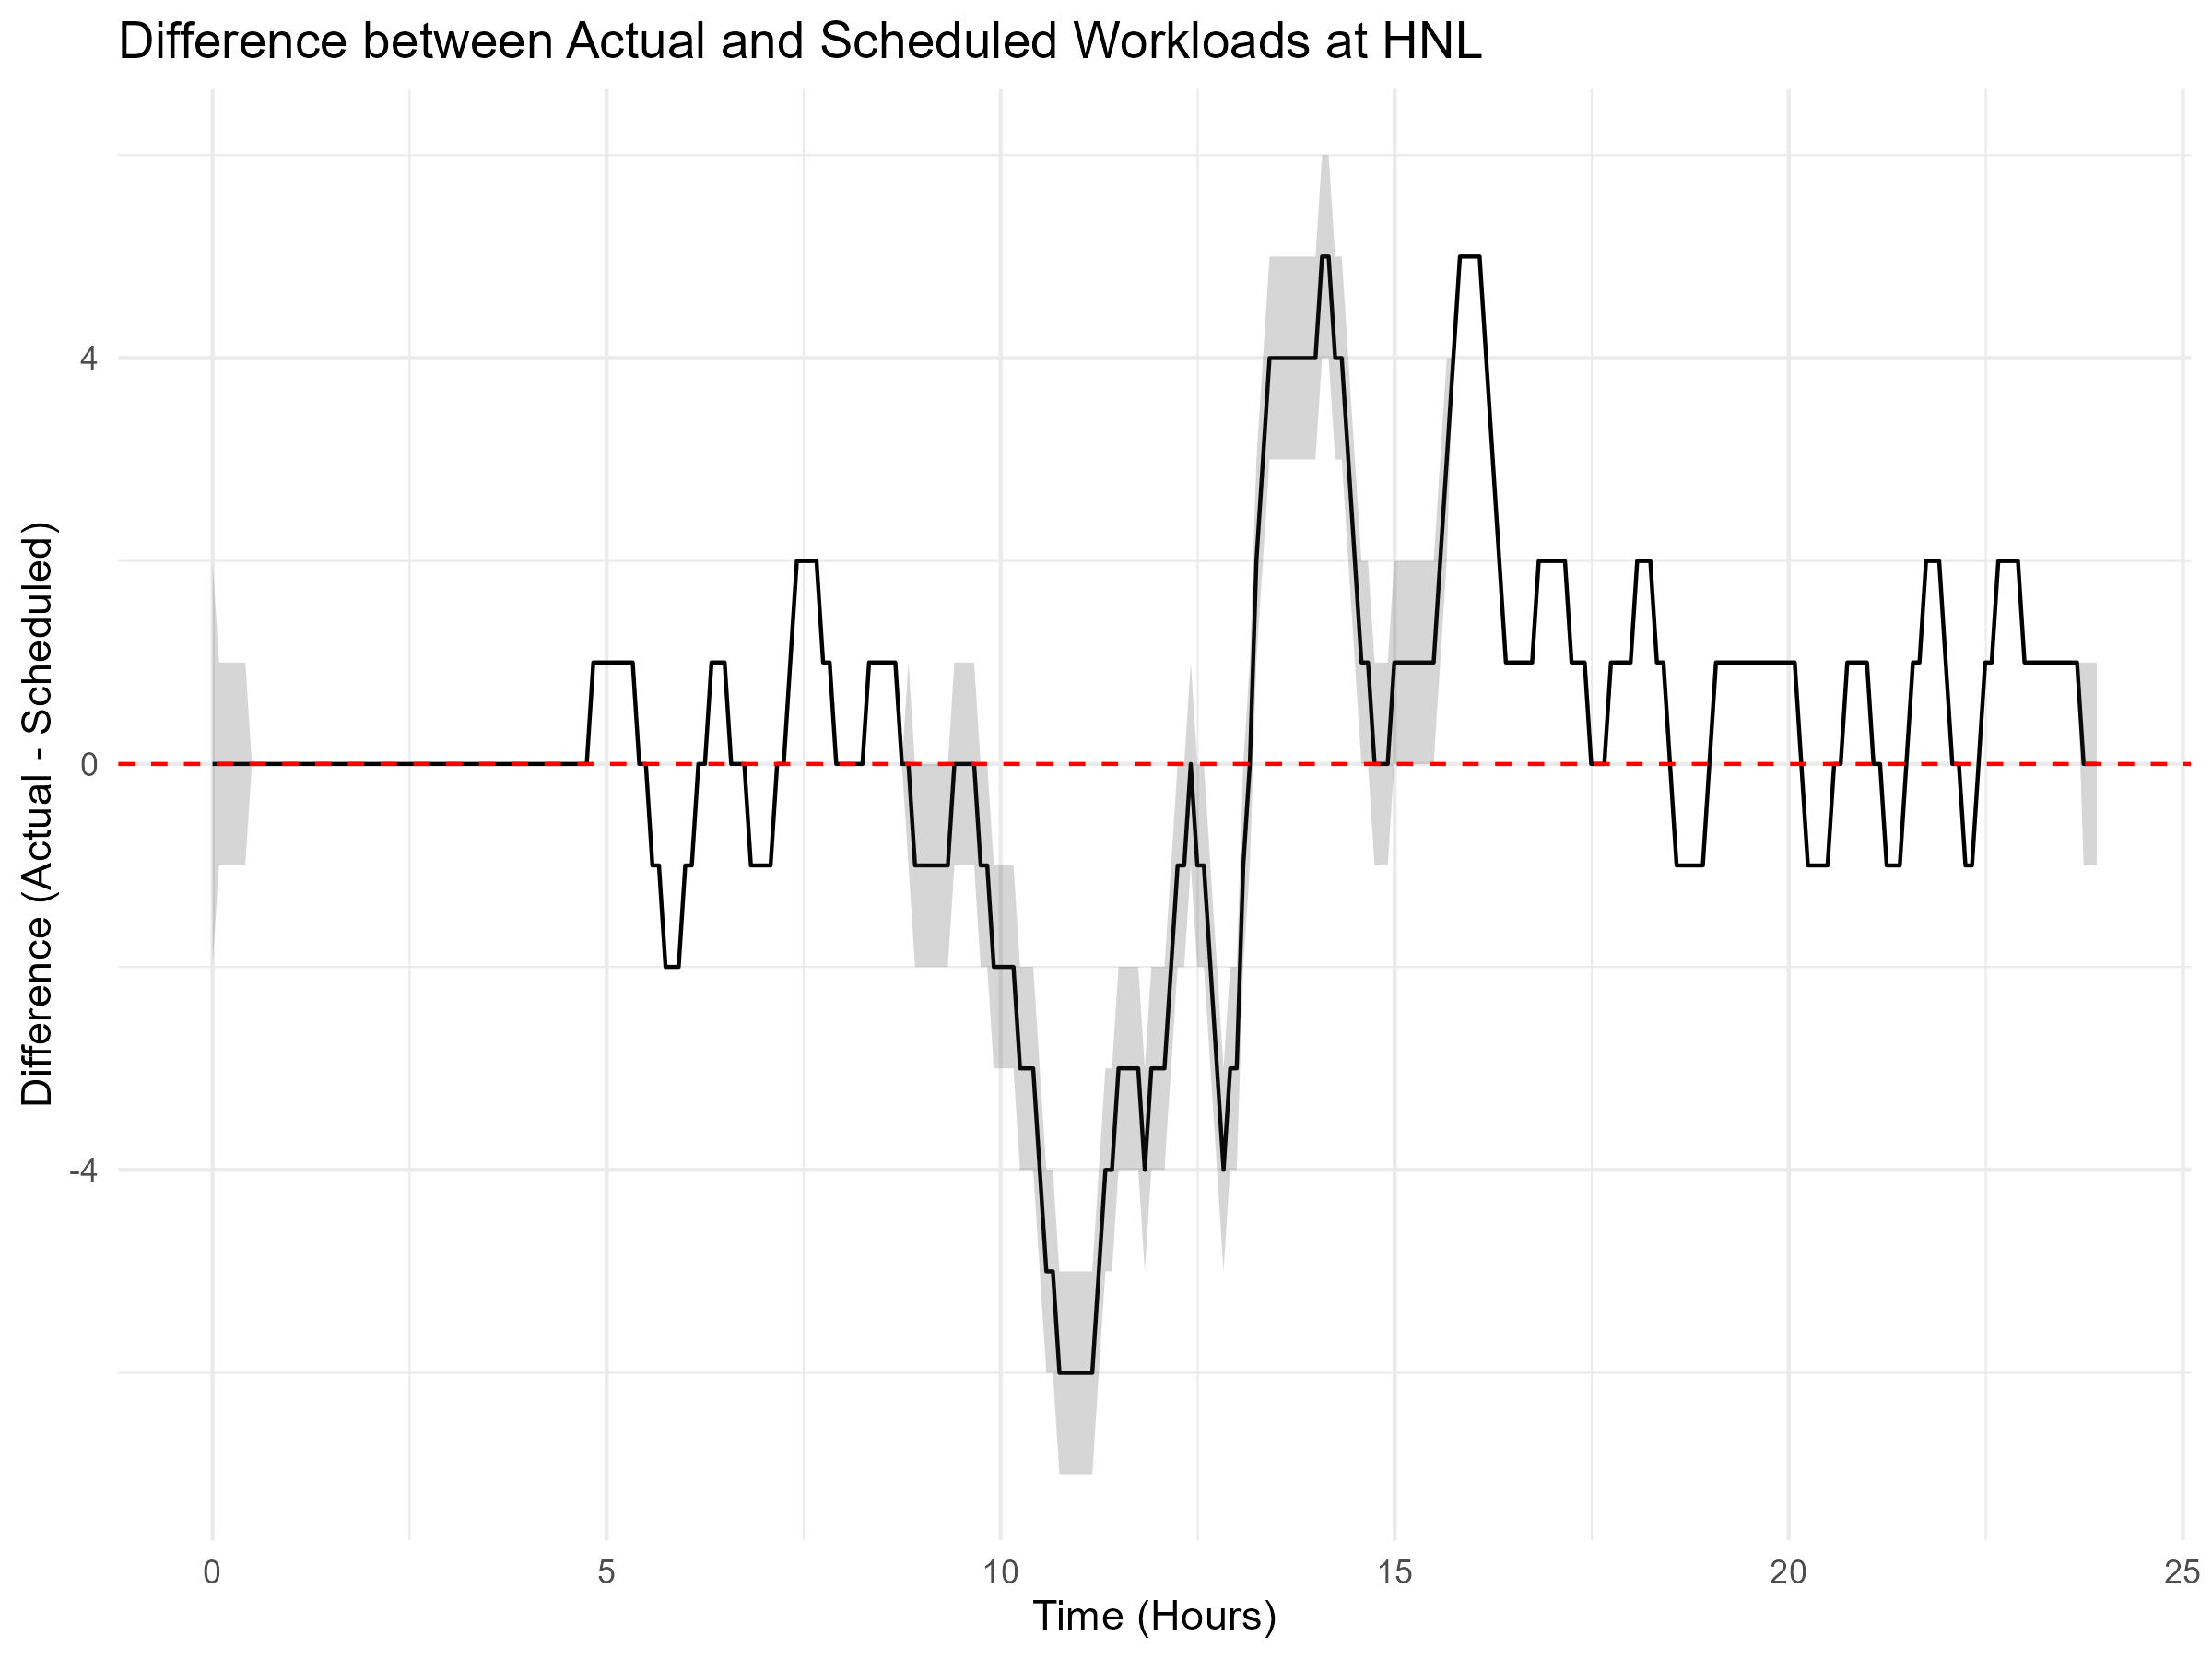 Difference between Actual and Scheduled Workloads at HNL
Difference (Actual - Scheduled)
4
0
-4
0 5 10 15 20 25
Time (Hours)